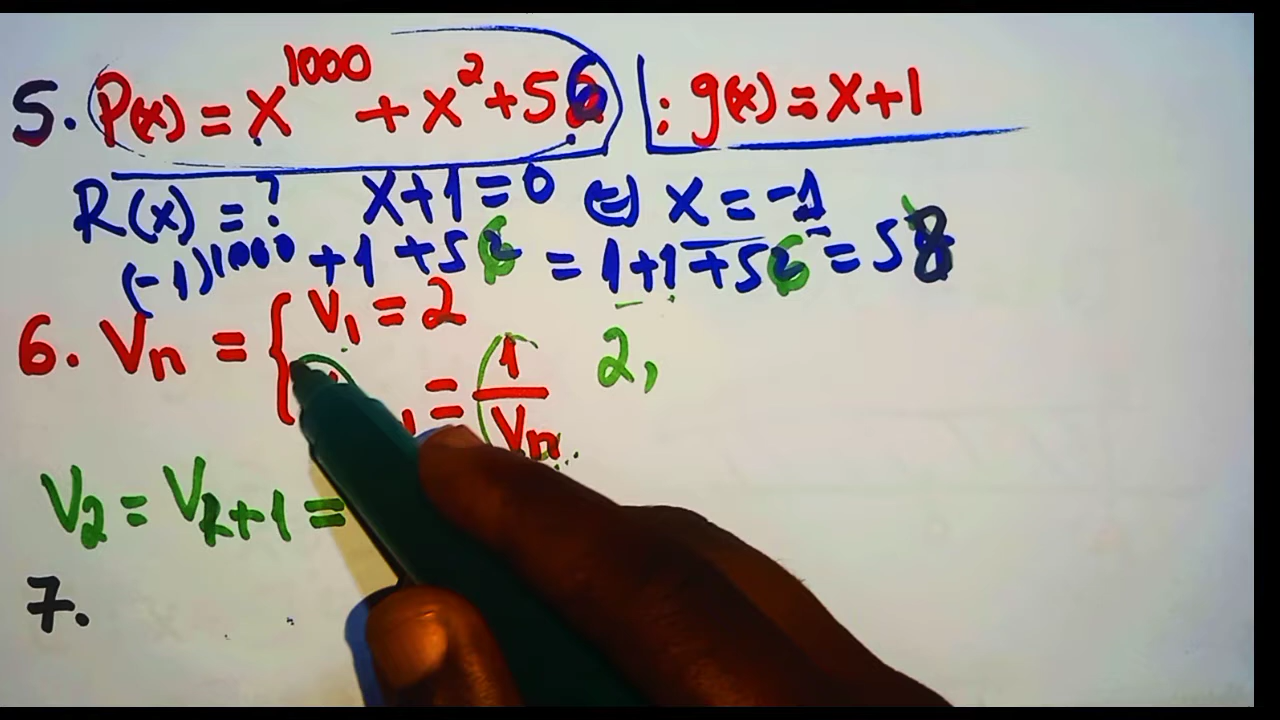 5. P(x) = x^1000 + x^2 + 56 : g(x) = x + 1
R(x) = ? x + 1 = 0 (=) x = -1
(-1)^1000 + 1 + 56 = 1 + 1 + 56 = 58
6. Vn = { V1 = 2
= 1/Vn 2,
V2 = V2+1 =
7.